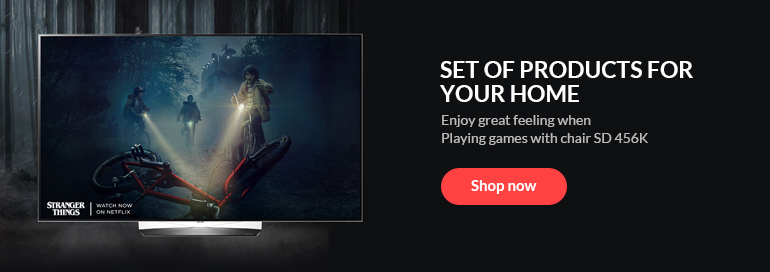 SET OF PRODUCTS FOR
YOUR HOME
Enjoy great feeling when
Playing games with chair SD 456K
Shop now
STRANGER
THINGS
WATCH NOW
ON NETFLIX